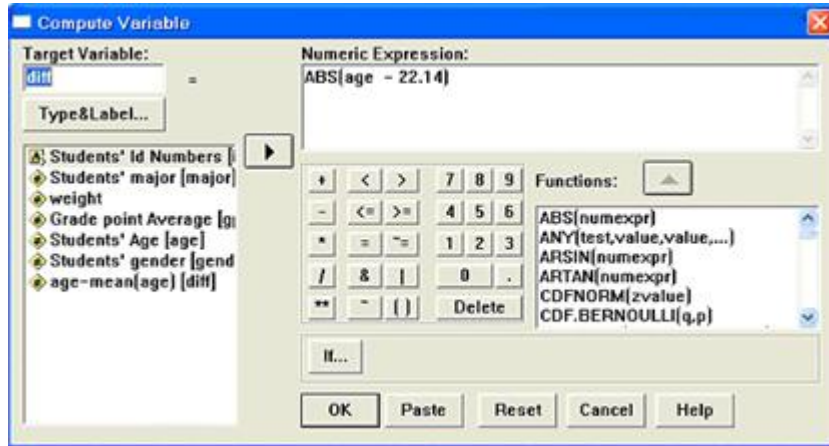 Compute Variable
Target Variable:
diff
=
Type&Label...
Students' Id Numbers [i
Students' major [major]
weight
Grade point Average [g
Students' Age [age]
Students' gender [gend
age-mean(age) [diff]
Numeric Expression:
ABS(age - 22.14)
+ < > 7 8 9
- <= >= 4 5 6
* = ~= 1 2 3
/ & | 0 .
** ~ ( ) Delete
Functions:
ABS(numexpr)
ANY(test,value,value,...)
ARSIN(numexpr)
ARTAN(numexpr)
CDFNORM(zvalue)
CDF.BERNOULLI(q,p)
If...
OK Paste Reset Cancel Help